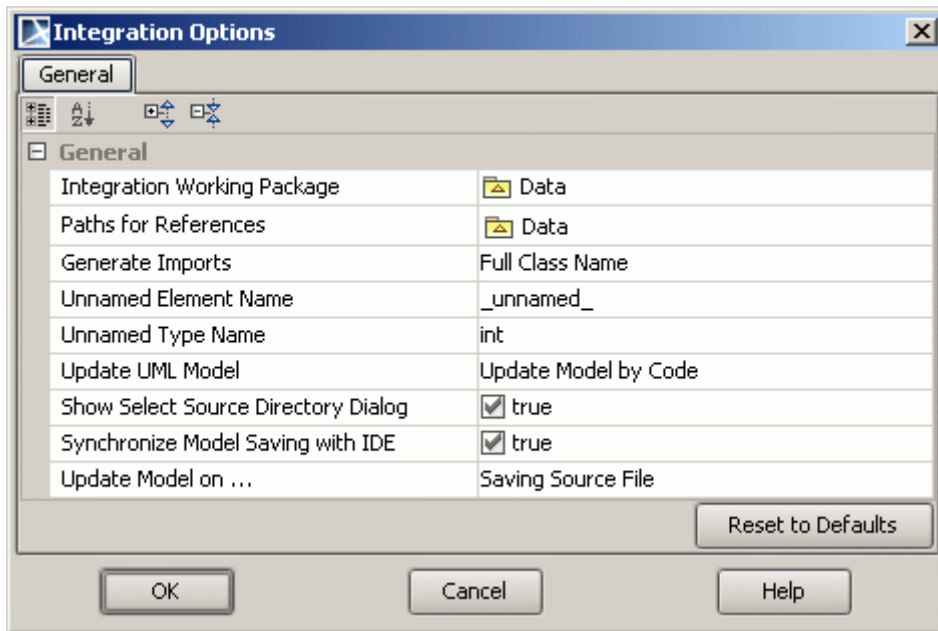 Integration Options
General
General
Integration Working Package Data
Paths for References Data
Generate Imports Full Class Name
Unnamed Element Name _unnamed_
Unnamed Type Name int
Update UML Model Update Model by Code
Show Select Source Directory Dialog true
Synchronize Model Saving with IDE true
Update Model on ... Saving Source File
Reset to Defaults
OK Cancel Help